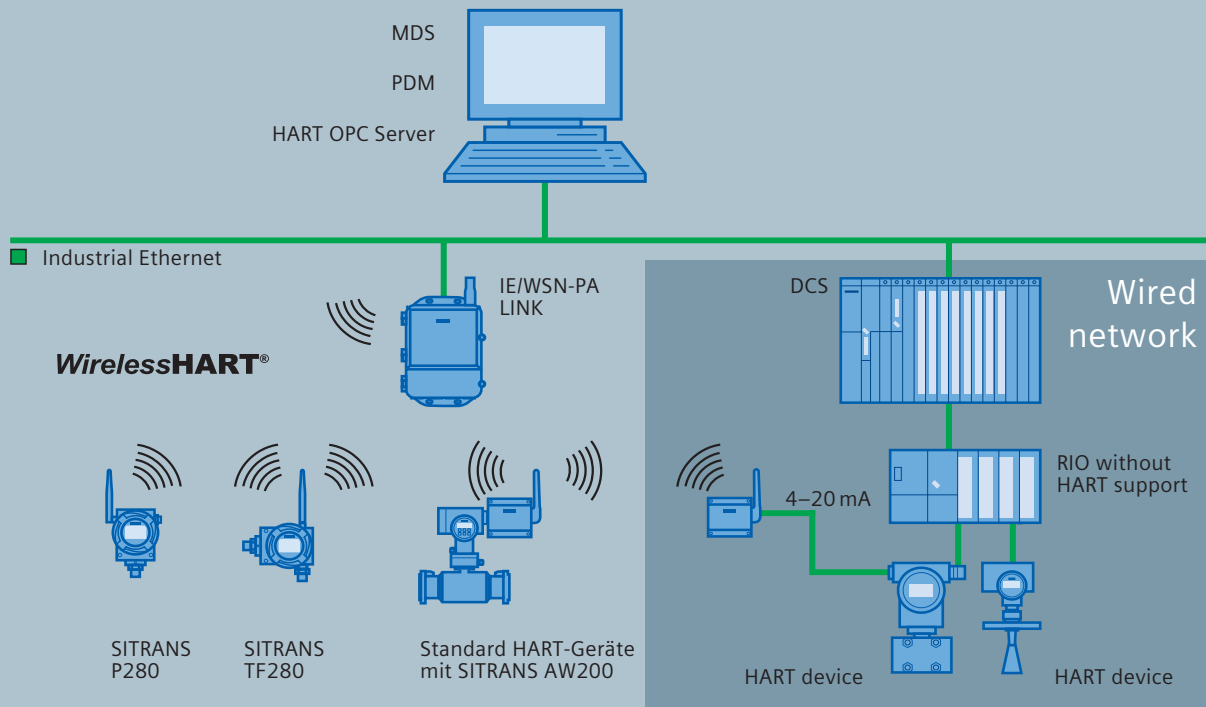 MDS
PDM
HART OPC Server
Industrial Ethernet
IE/WSN-PA
LINK
DCS
Wired
network
WirelessHART®
RIO without
HART support
4–20 mA
SITRANS
P280
SITRANS
TF280
Standard HART-Geräte
mit SITRANS AW200
HART device
HART device